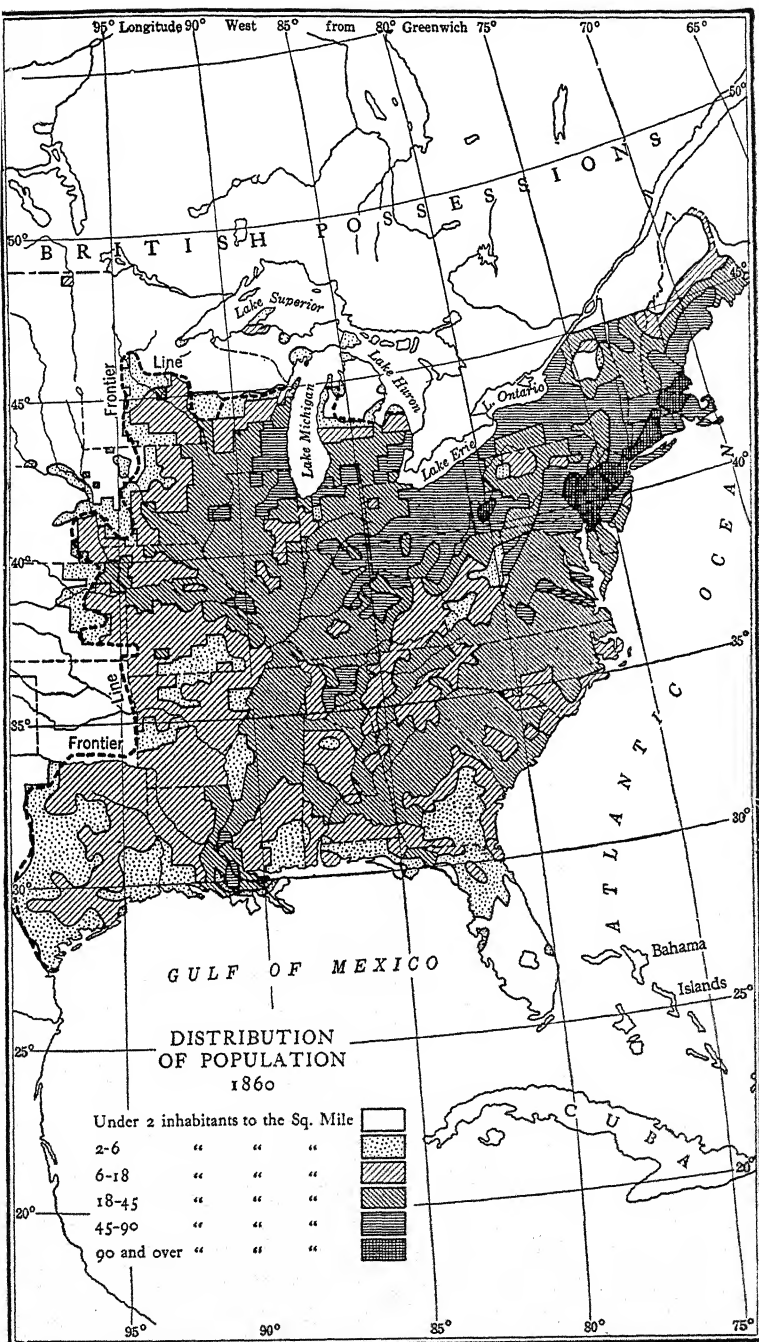 95° Longitude 90° West 85° from 80° Greenwich 75° 65°
50°
BRITISH POSSESSIONS
50°
45°
Lake Superior
Line
Frontier
Lake Huron
Lake Michigan
L. Ontario
Lake Erie
45°
40°
40°
ATLANTIC OCEAN
35°
Line
35°
Frontier
30°
30°
Bahama
Islands
GULF OF MEXICO
25°
25°
DISTRIBUTION
OF POPULATION
1860
Under 2 inhabitants to the Sq. Mile
2-6 “ “ “
6-18 “ “ “
18-45 “ “ “
45-90 “ “ “
90 and over “ “ “
CUBA
20°
20°
95° 90° 85° 80° 75°